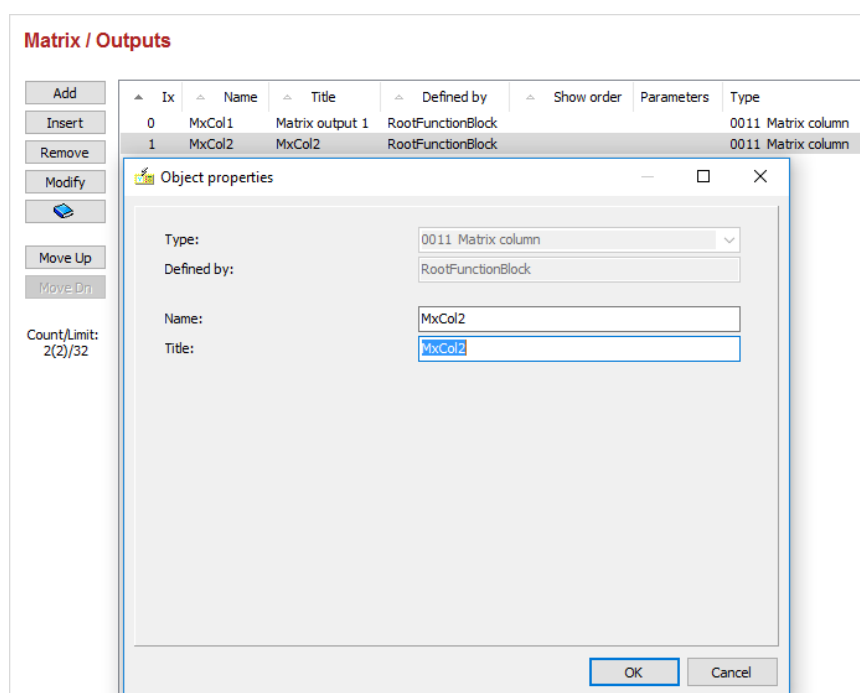 Matrix / Outputs
Add
Insert
Remove
Modify
Move Up
Move Dn
Count/Limit:
2(2)/32
Ix Name Title Defined by Show order Parameters Type
0 MxCol1 Matrix output 1 RootFunctionBlock 0011 Matrix column
1 MxCol2 MxCol2 RootFunctionBlock 0011 Matrix column
Object properties
Type: 0011 Matrix column
Defined by: RootFunctionBlock
Name: MxCol2
Title: MxCol2
OK Cancel